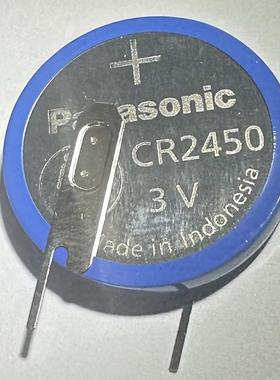 +
Panasonic
CR2450
3 V
Made in Indonesia